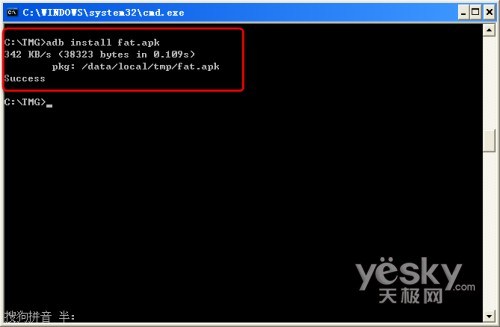 C:\WINDOWS\system32\cmd.exe
C:\TMG>adb install fat.apk
342 KB/s (38323 bytes in 0.109s)
pkg: /data/local/tmp/fat.apk
Success
C:\TMG>_
yësky
天极网
搜狗拼音 半: